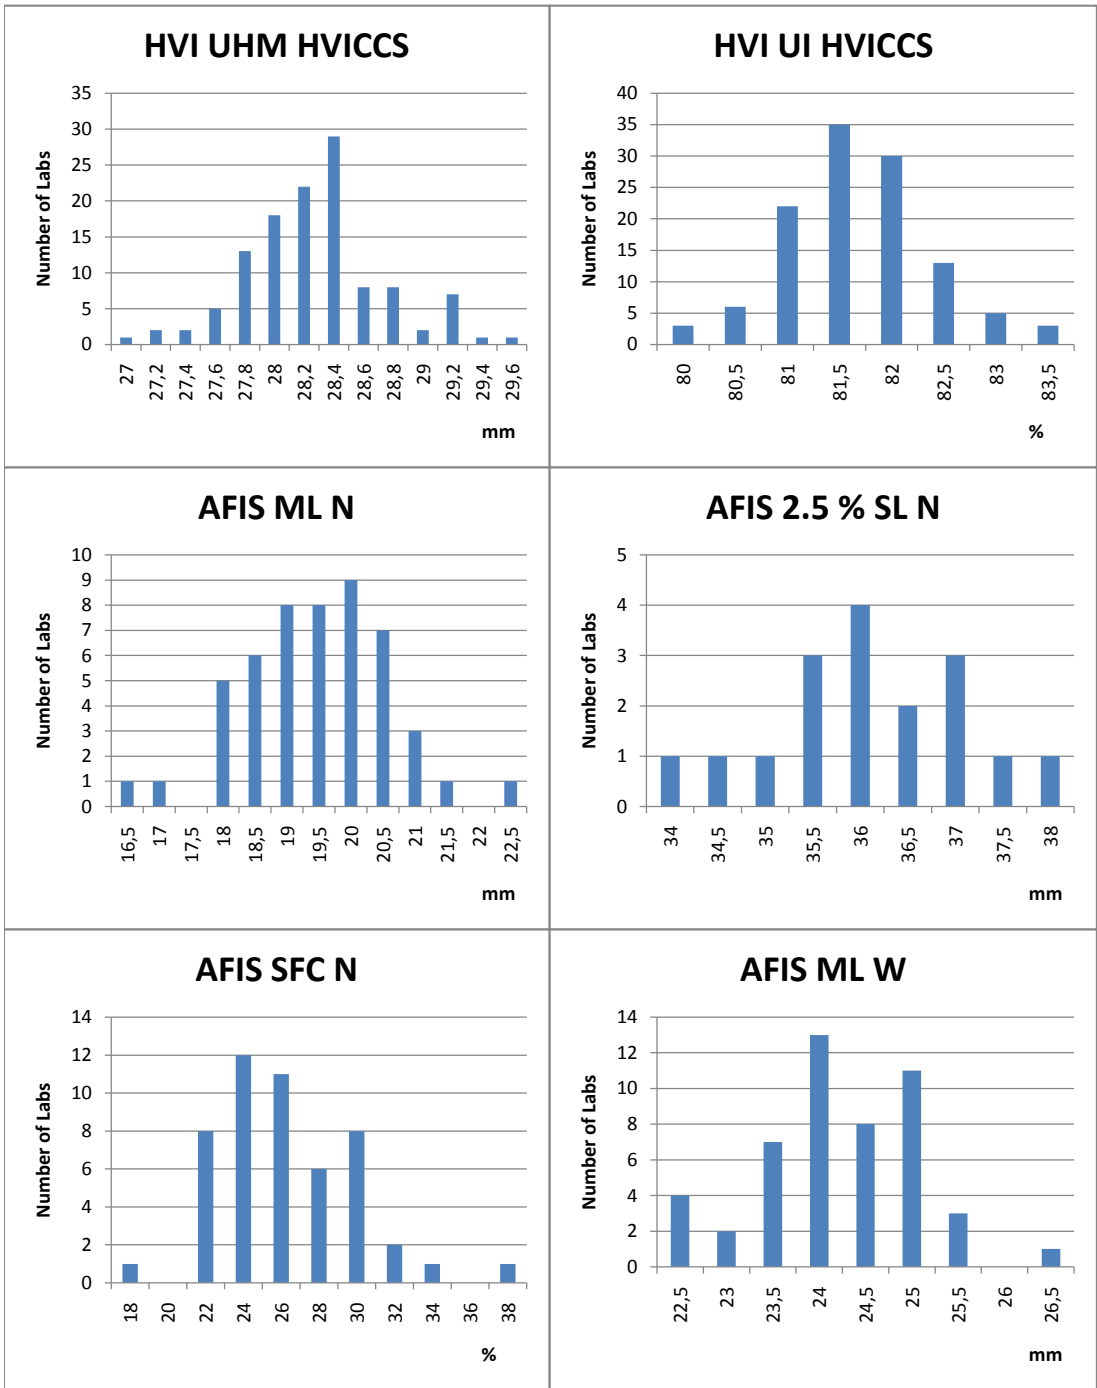 HVI UHM HVICCS
Number of Labs
35
30
25
20
15
10
5
0
27 27,2 27,4 27,6 27,8 28 28,2 28,4 28,6 28,8 29 29,2 29,4 29,6
mm
HVI UI HVICCS
Number of Labs
40
35
30
25
20
15
10
5
0
80 80,5 81 81,5 82 82,5 83 83,5
%
AFIS ML N
Number of Labs
10
9
8
7
6
5
4
3
2
1
0
16,5 17 17,5 18 18,5 19 19,5 20 20,5 21 21,5 22 22,5
mm
AFIS 2.5 % SL N
Number of Labs
5
4
3
2
1
0
34 34,5 35 35,5 36 36,5 37 37,5 38
mm
AFIS SFC N
Number of Labs
14
12
10
8
6
4
2
0
18 20 22 24 26 28 30 32 34 36 38
%
AFIS ML W
Number of Labs
14
12
10
8
6
4
2
0
22,5 23 23,5 24 24,5 25 25,5 26 26,5
mm